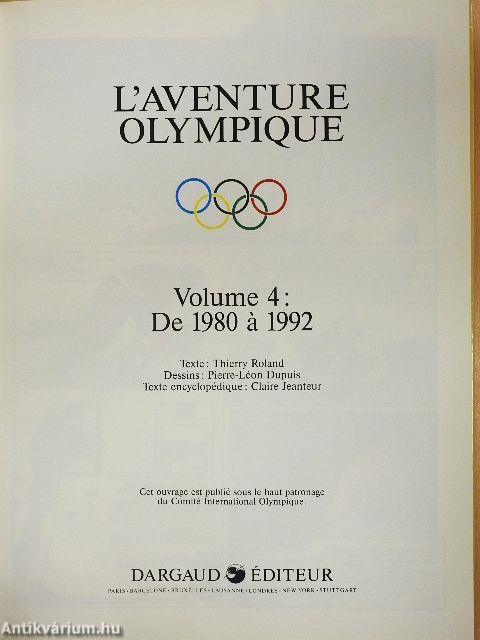 L'AVENTURE
OLYMPIQUE
Volume 4 :
De 1980 à 1992
Texte : Thierry Roland
Dessins : Pierre-Léon Dupuis
Texte encyclopédique : Claire Jeanteur
Cet ouvrage est publié sous le haut patronage
du Comité International Olympique.
DARGAUD ÉDITEUR
PARIS • BARCELONE • BRUXELLES • LAUSANNE • LONDRES • NEW YORK • STUTTGART
Antikvárium.hu